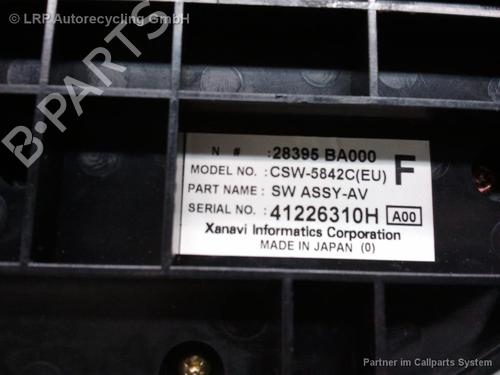 © LRP Autorecycling GmbH
N # : 28395 BA000
MODEL NO. : CSW-5842C(EU) F
PART NAME : SW ASSY-AV
SERIAL NO. : 41226310H A00
Xanavi Informatics Corporation
MADE IN JAPAN (0)
B-PARTS
Partner im Callparts System